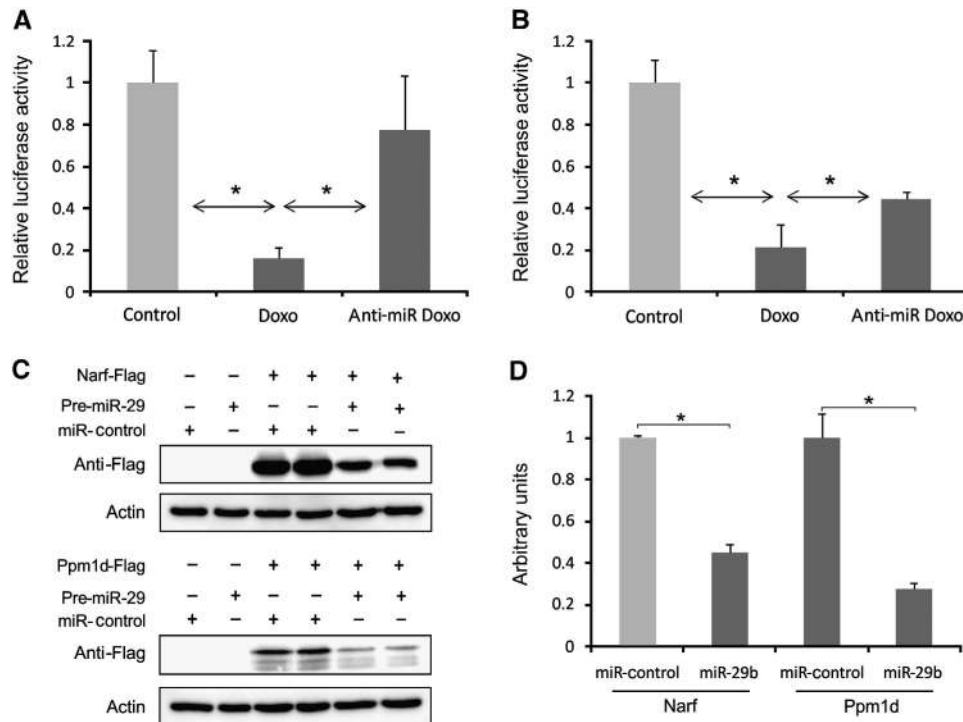 A
Relative luciferase activity
1.2
1
0.8
0.6
0.4
0.2
0
* *
Control Doxo Anti-miR Doxo
B
Relative luciferase activity
1.2
1
0.8
0.6
0.4
0.2
0
* *
Control Doxo Anti-miR Doxo
C
Narf-Flag – – + + + +
Pre-miR-29 – + – – + +
miR-control + – + + – –
Anti-Flag
Actin
Ppm1d-Flag – – + + + +
Pre-miR-29 – + – – + +
miR-control + – + + – –
Anti-Flag
Actin
D
Arbitrary units
1.2
1
0.8
0.6
0.4
0.2
0
* *
miR-control miR-29b miR-control miR-29b
Narf Ppm1d